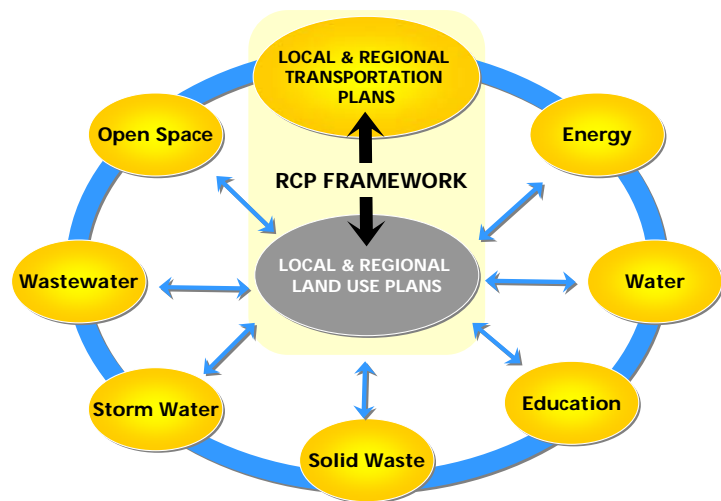 LOCAL & REGIONAL
TRANSPORTATION
PLANS
Open Space
Energy
RCP FRAMEWORK
LOCAL & REGIONAL
LAND USE PLANS
Wastewater
Water
Storm Water
Education
Solid Waste